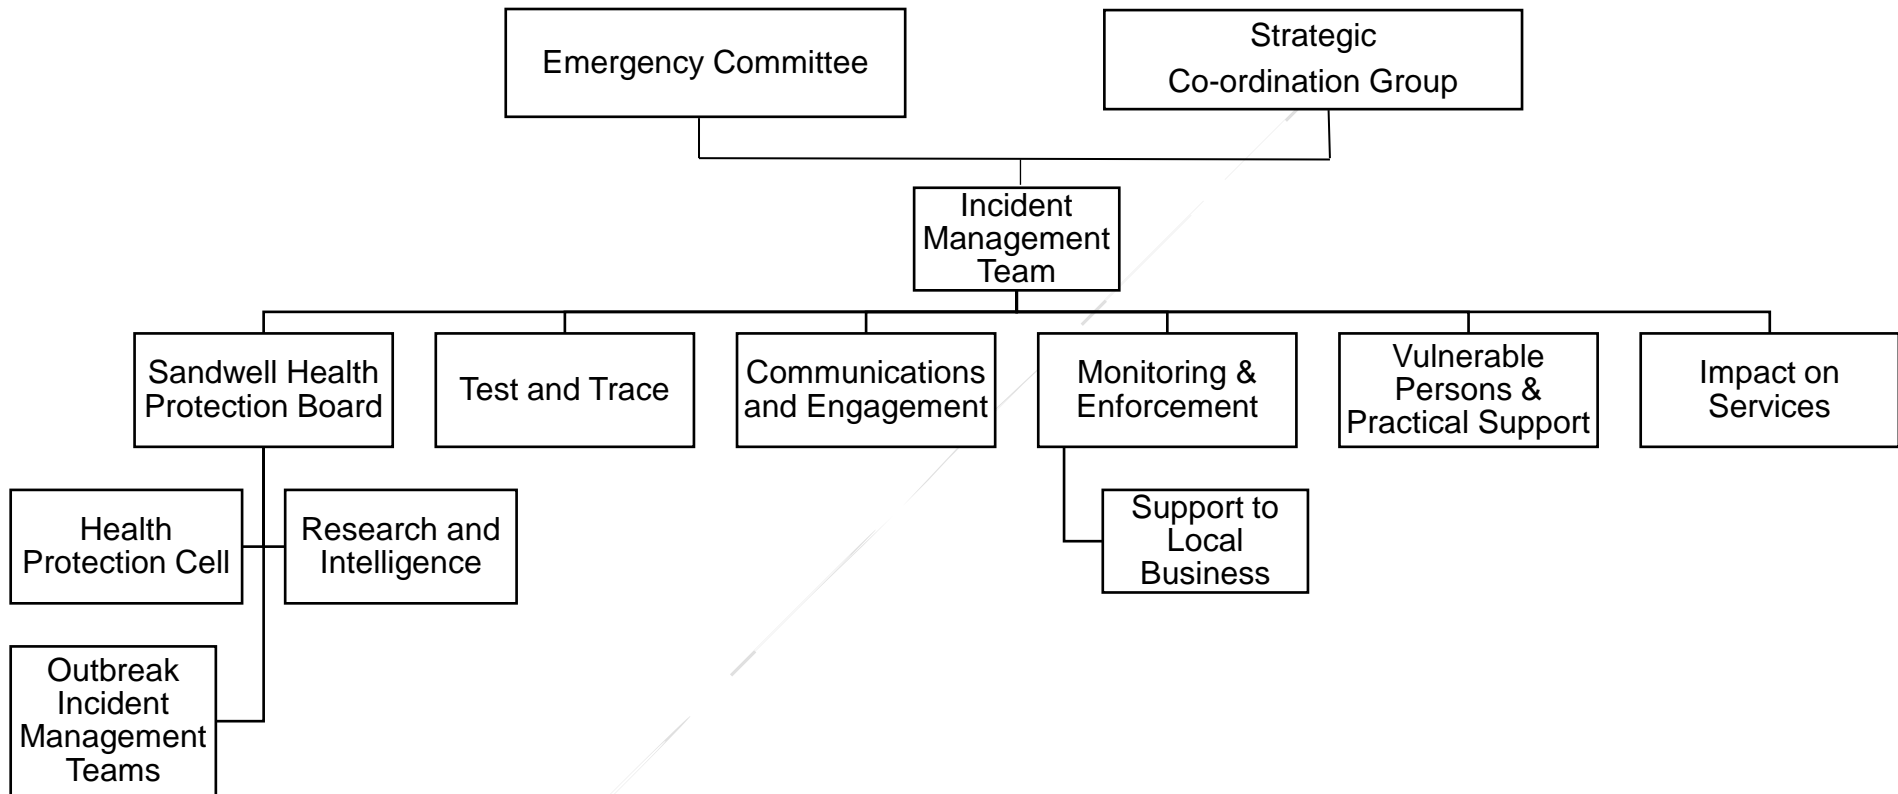 Emergency Committee
Strategic
Co-ordination Group
Incident
Management
Team
Sandwell Health
Protection Board
Test and Trace
Communications
and Engagement
Monitoring &
Enforcement
Vulnerable
Persons &
Practical Support
Impact on
Services
Health
Protection Cell
Research and
Intelligence
Support to
Local
Business
Outbreak
Incident
Management
Teams